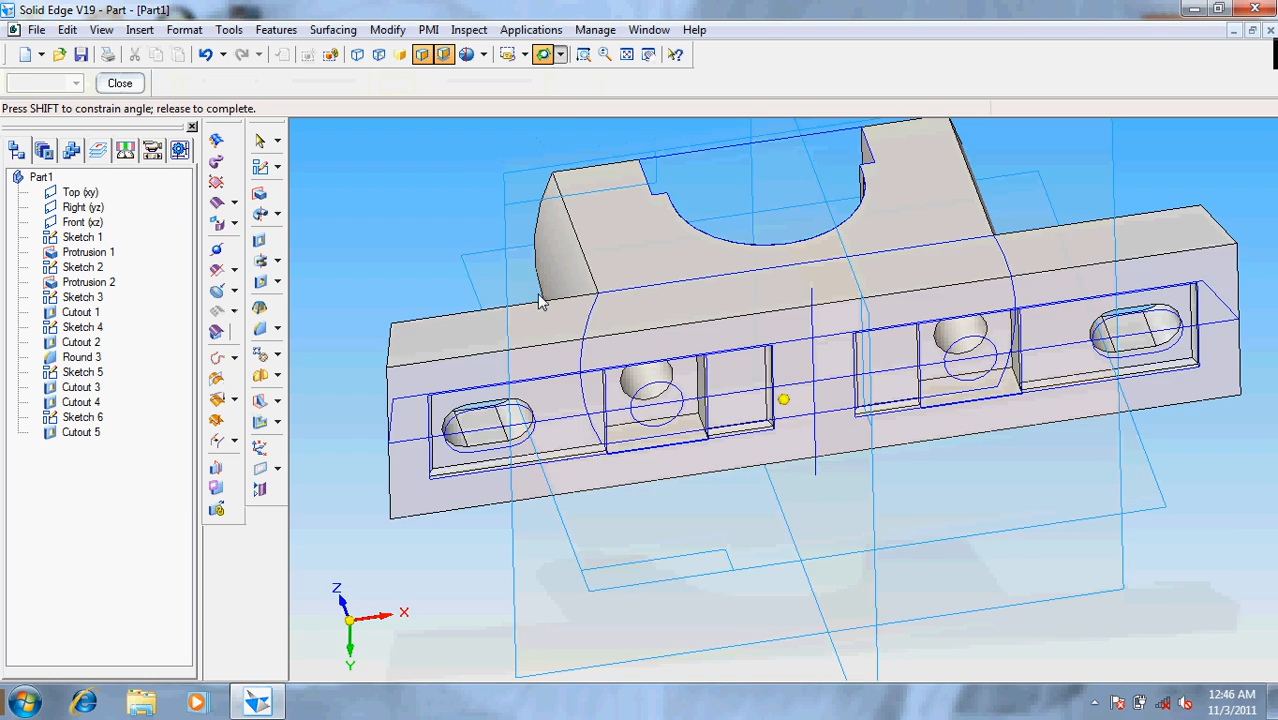 Solid Edge V19 - Part - [Part1]
File Edit View Insert Format Tools Features Surfacing Modify PMI Inspect Applications Manage Window Help
Close
Press SHIFT to constrain angle; release to complete.
Part1
Top (xy)
Right (yz)
Front (xz)
Sketch 1
Protrusion 1
Sketch 2
Protrusion 2
Sketch 3
Cutout 1
Sketch 4
Cutout 2
Round 3
Sketch 5
Cutout 3
Cutout 4
Sketch 6
Cutout 5
Z
X
Y
12:46 AM
11/3/2011